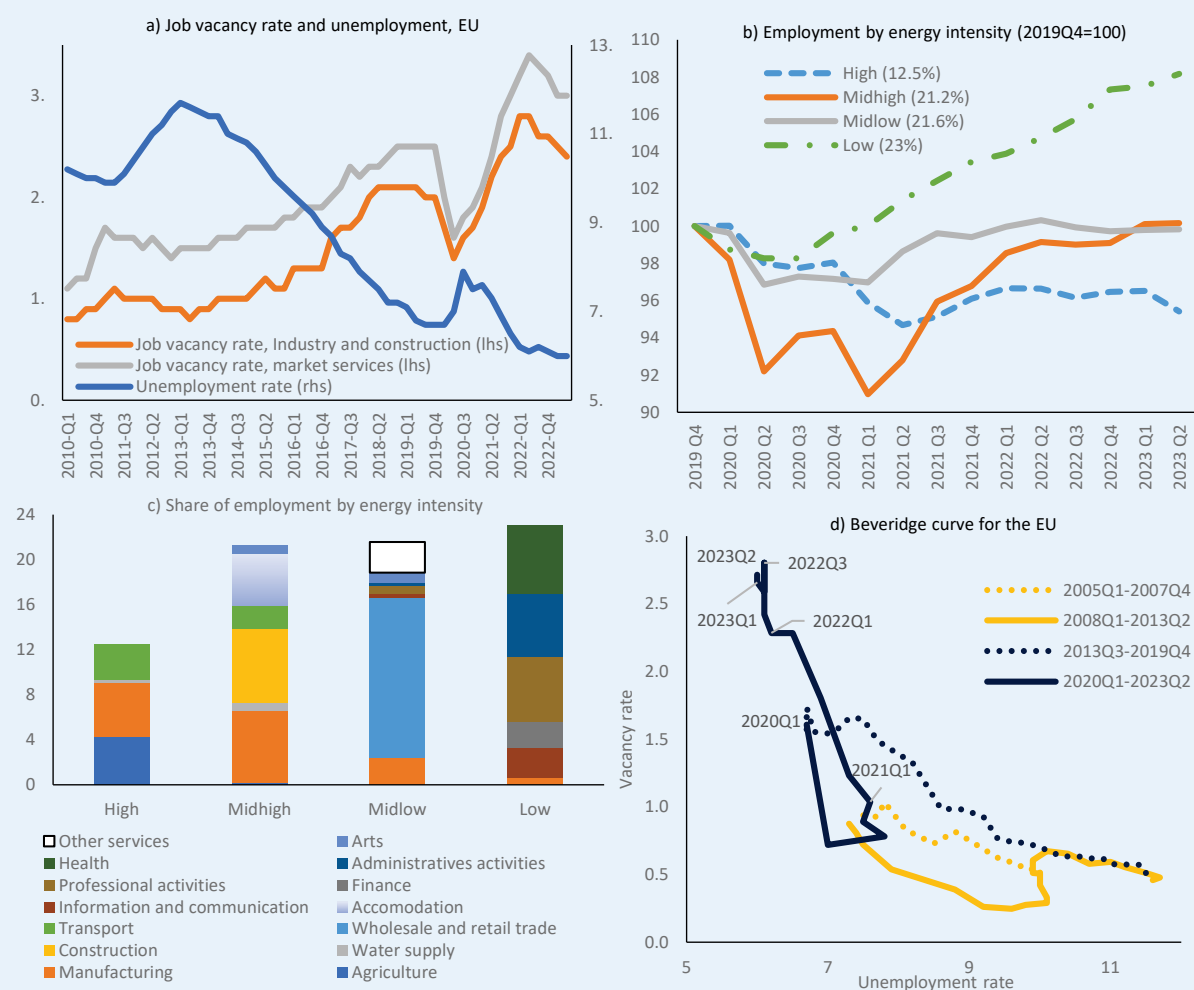 a) Job vacancy rate and unemployment, EU
3.
2.
1.
0.
13.
11.
9.
7.
5.
Job vacancy rate, Industry and construction (lhs)
Job vacancy rate, market services (lhs)
Unemployment rate (rhs)
2010-Q1
2010-Q4
2011-Q3
2012-Q2
2013-Q1
2013-Q4
2014-Q3
2015-Q2
2016-Q1
2016-Q4
2017-Q3
2018-Q2
2019-Q1
2019-Q4
2020-Q3
2021-Q2
2022-Q1
2022-Q4
b) Employment by energy intensity (2019Q4=100)
110
108
106
104
102
100
98
96
94
92
90
High (12.5%)
Midhigh (21.2%)
Midlow (21.6%)
Low (23%)
2019 Q4
2020 Q1
2020 Q2
2020 Q3
2020 Q4
2021 Q1
2021 Q2
2021 Q3
2021 Q4
2022 Q1
2022 Q2
2022 Q3
2022 Q4
2023 Q1
2023 Q2
c) Share of employment by energy intensity
24
20
16
12
8
4
0
High
Midhigh
Midlow
Low
Other services
Arts
Health
Administratives activities
Professional activities
Finance
Information and communication
Accomodation
Transport
Wholesale and retail trade
Construction
Water supply
Manufacturing
Agriculture
d) Beveridge curve for the EU
3.0
2.5
2.0
1.5
1.0
0.5
0.0
Vacancy rate
2023Q2
2022Q3
2023Q1
2022Q1
2020Q1
2021Q1
2005Q1-2007Q4
2008Q1-2013Q2
2013Q3-2019Q4
2020Q1-2023Q2
5
7
9
11
Unemployment rate